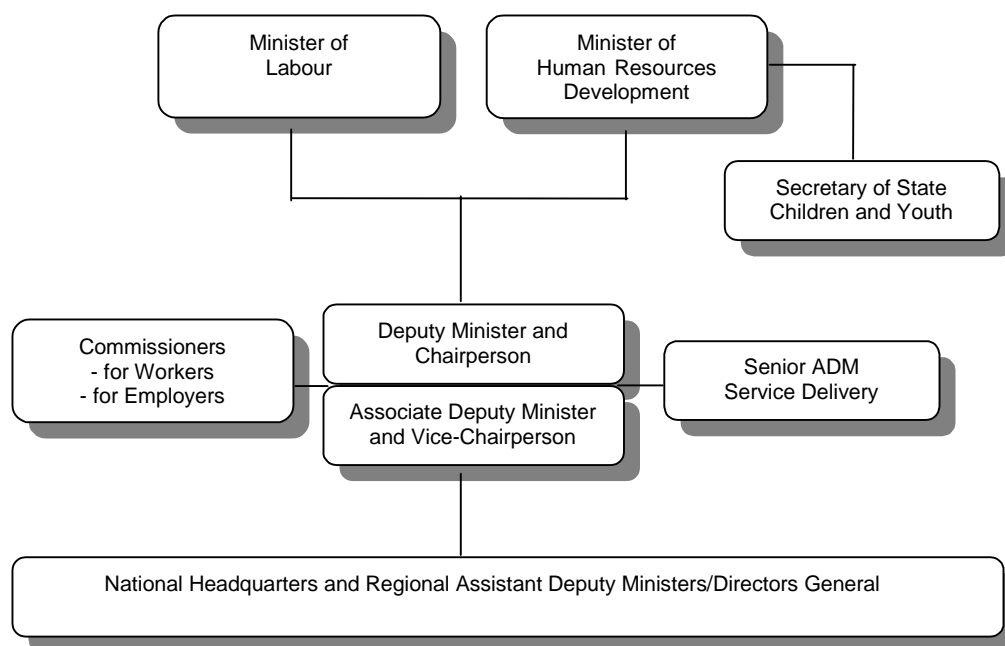 Minister of
Labour
Minister of
Human Resources
Development
Secretary of State
Children and Youth
Deputy Minister and
Chairperson
Commissioners
- for Workers
- for Employers
Senior ADM
Service Delivery
Associate Deputy Minister
and Vice-Chairperson
National Headquarters and Regional Assistant Deputy Ministers/Directors General